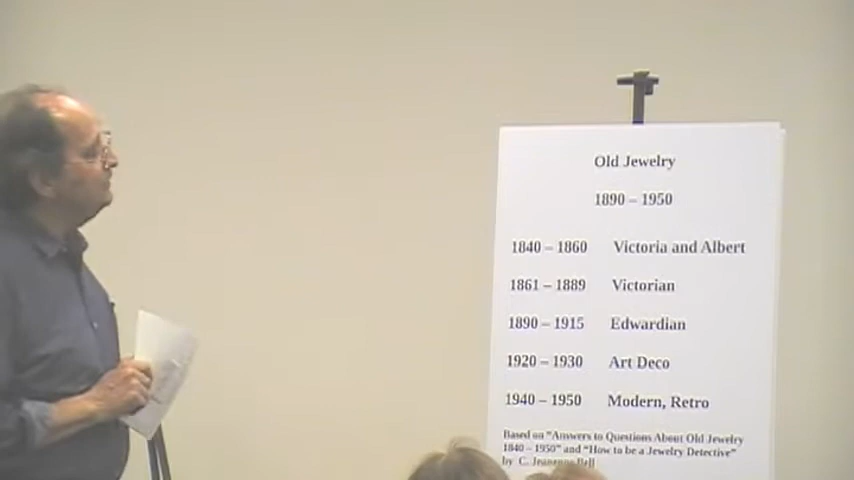 Old Jewelry
1890 – 1950
1840 – 1860 Victoria and Albert
1861 – 1889 Victorian
1890 – 1915 Edwardian
1920 – 1930 Art Deco
1940 – 1950 Modern, Retro
Based on "Answers to Questions About Old Jewelry
1840 – 1950" and "How to be a Jewelry Detective"
by C. Jeanenne Bell